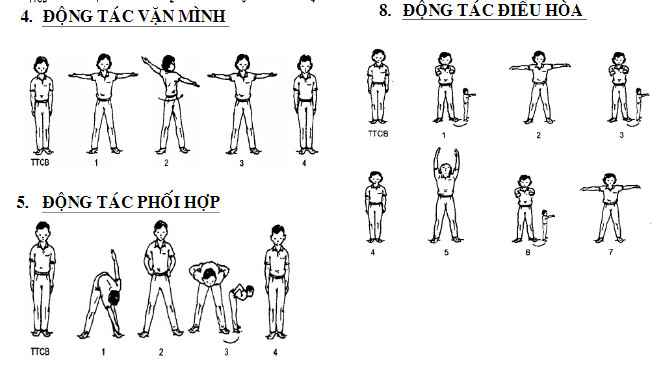 4. ĐỘNG TÁC VẶN MÌNH
TTCB 1 2 3 4
5. ĐỘNG TÁC PHỐI HỢP
TTCB 1 2 3 4
8. ĐỘNG TÁC ĐIỀU HÒA
TTCB 1 2 3
4 5 6 7